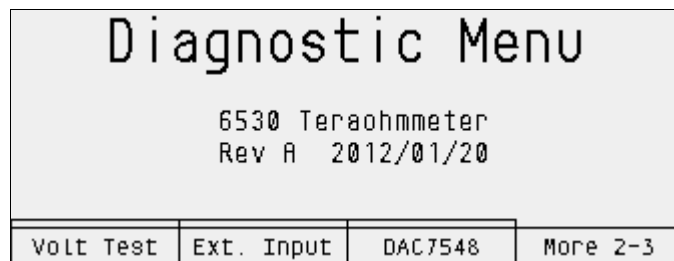 Diagnostic Menu
6530 Teraohmmeter
Rev A 2012/01/20
Volt Test Ext. Input DAC7548 More 2-3